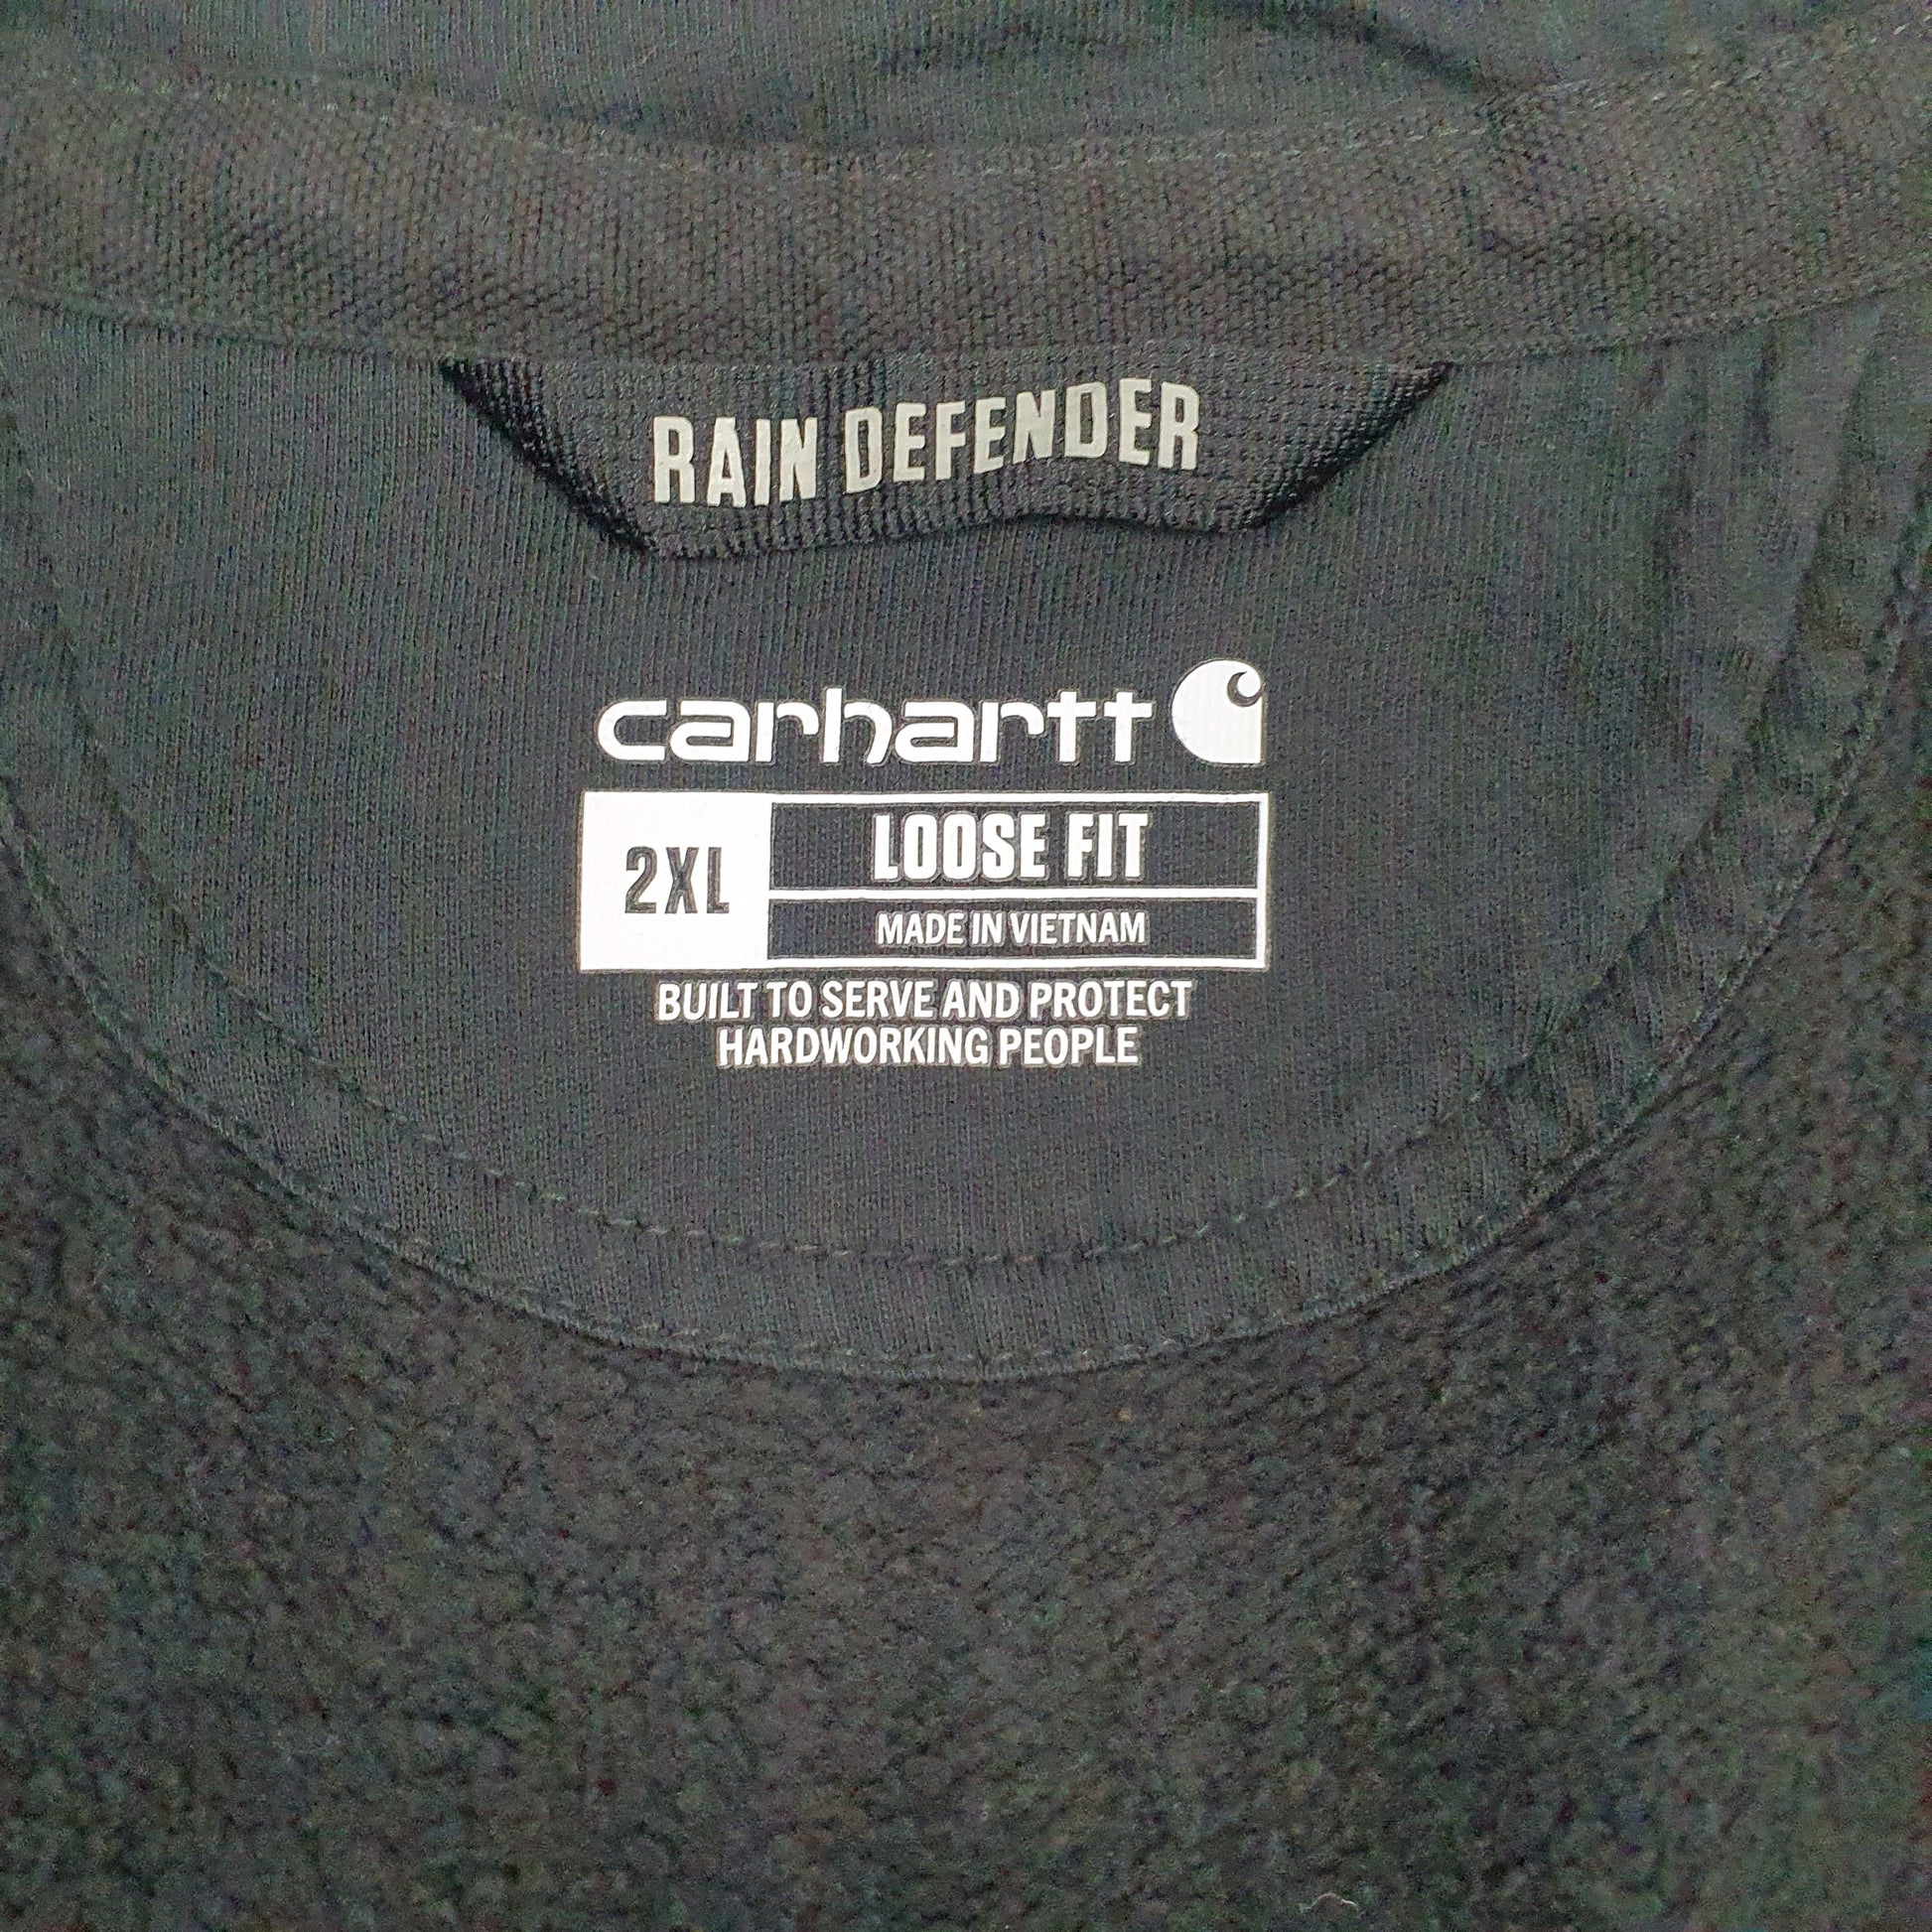 RAIN DEFENDER
carhartt
2XL
LOOSE FIT
MADE IN VIETNAM
BUILT TO SERVE AND PROTECT
HARDWORKING PEOPLE